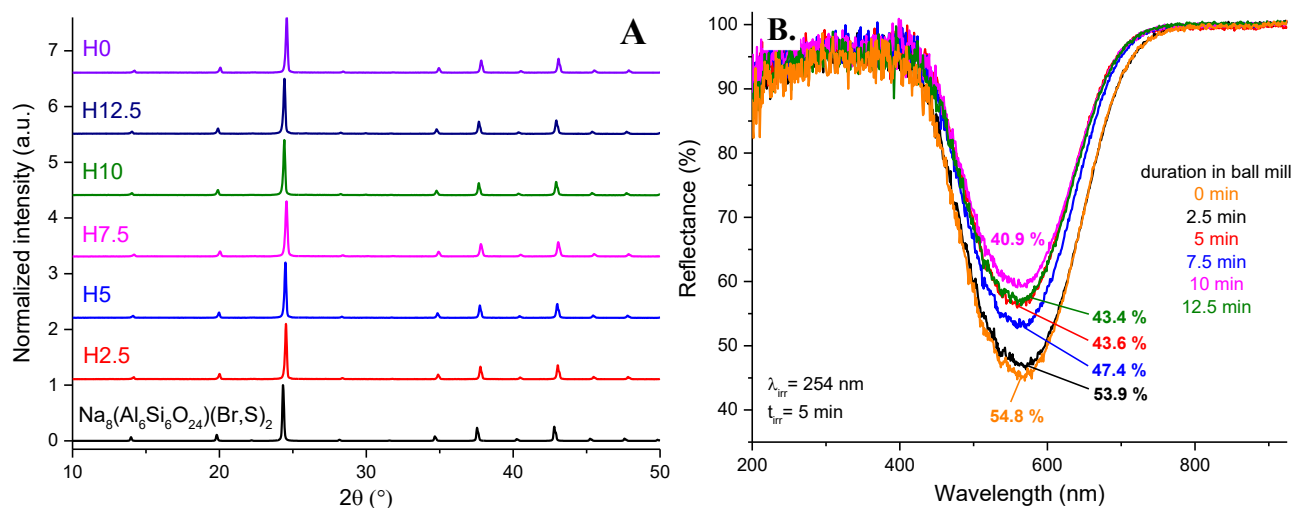 A
Normalized intensity (a.u.)
7
6
5
4
3
2
1
0
H0
H12.5
H10
H7.5
H5
H2.5
Na₈(Al₆Si₆O₂₄)(Br,S)₂
10 20 30 40 50
2θ (°)
B.
Reflectance (%)
100
90
80
70
60
50
40
duration in ball mill
0 min
2.5 min
5 min
7.5 min
10 min
12.5 min
40.9 %
43.4 %
43.6 %
47.4 %
53.9 %
54.8 %
λirr= 254 nm
tirr= 5 min
200 400 600 800
Wavelength (nm)